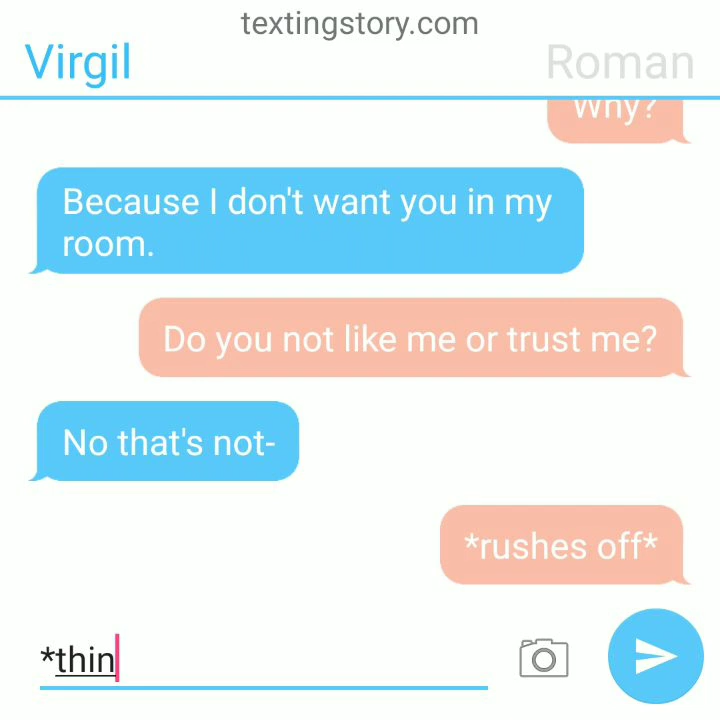 textingstory.com
Virgil
Roman
Why?
Because I don't want you in my
room.
Do you not like me or trust me?
No that's not-
*rushes off*
*thin